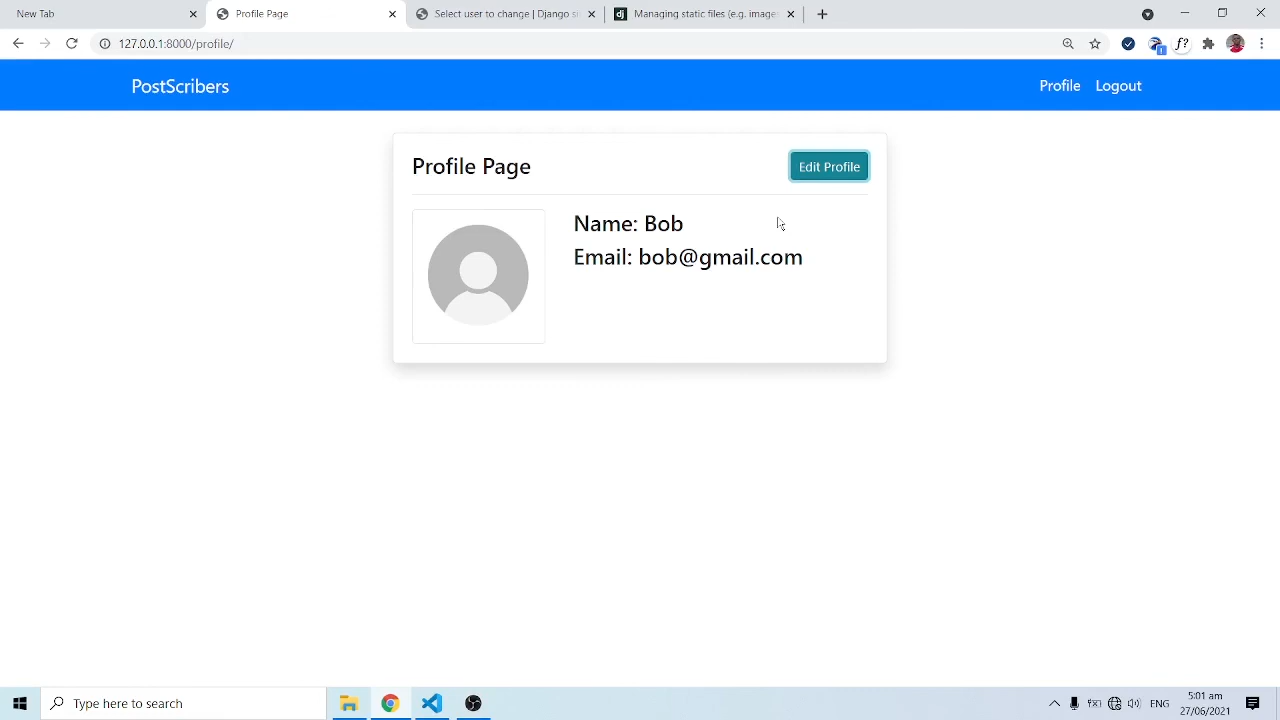 New Tab
Profile Page
Select user to change | Django si
dj
Managing static files (e.g. images
127.0.0.1:8000/profile/
PostScribers
Profile
Logout
Profile Page
Edit Profile
Name: Bob
Email: bob@gmail.com
Type here to search
ENG
5:01 am
27/06/2021